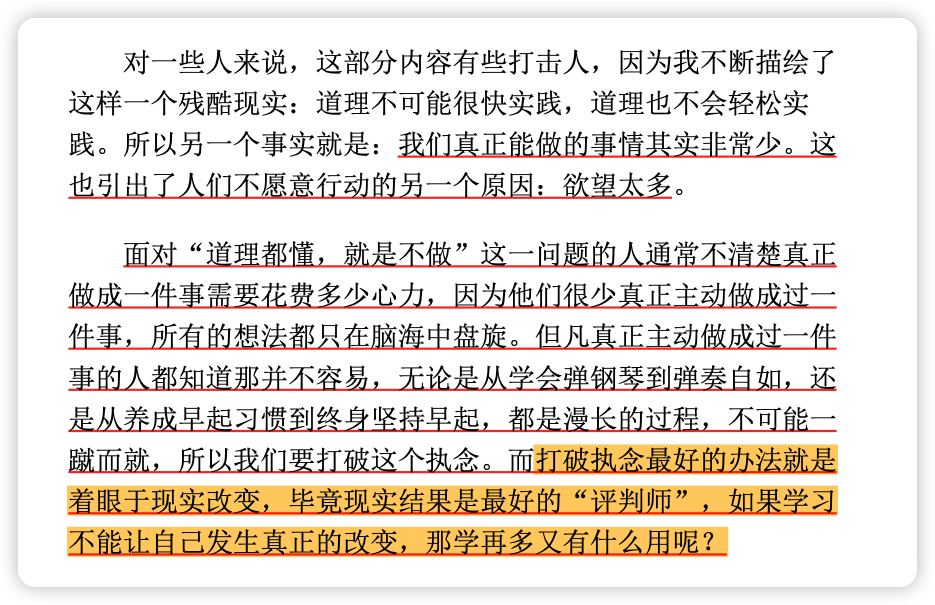 对一些人来说，这部分内容有些打击人，因为我不断描绘了
这样一个残酷现实：道理不可能很快实践，道理也不会轻松实
践。所以另一个事实就是：我们真正能做的事情其实非常少。这
也引出了人们不愿意行动的另一个原因：欲望太多。
面对“道理都懂，就是不做”这一问题的人通常不清楚真正
做成一件事需要花费多少心力，因为他们很少真正主动做成过一
件事，所有的想法都只在脑海中盘旋。但凡真正主动做成过一件
事的人都知道那并不容易，无论是从学会弹钢琴到弹奏自如，还
是从养成早起习惯到终身坚持早起，都是漫长的过程，不可能一
蹴而就，所以我们要打破这个执念。而打破执念最好的办法就是
着眼于现实改变，毕竟现实结果是最好的“评判师”，如果学习
不能让自己发生真正的改变，那学再多又有什么用呢？